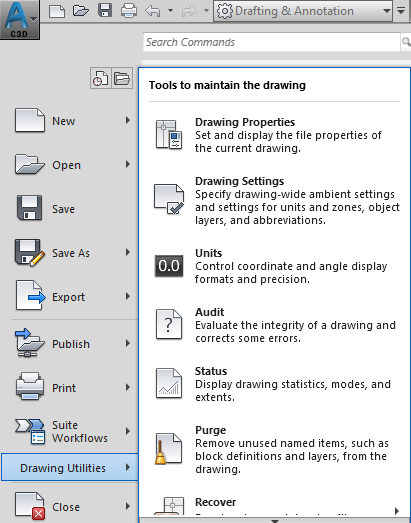 A
C3D
Drafting & Annotation
Search Commands
New
Open
Save
Save As
Export
Publish
Print
Suite
Workflows
Drawing Utilities
Close
Tools to maintain the drawing
Drawing Properties
Set and display the file properties of
the current drawing.
Drawing Settings
Specify drawing-wide ambient settings
and settings for units and zones, object
layers, and abbreviations.
0.0
Units
Control coordinate and angle display
formats and precision.
?
Audit
Evaluate the integrity of a drawing and
corrects some errors.
Status
Display drawing statistics, modes, and
extents.
Purge
Remove unused named items, such as
block definitions and layers, from the
drawing.
Recover